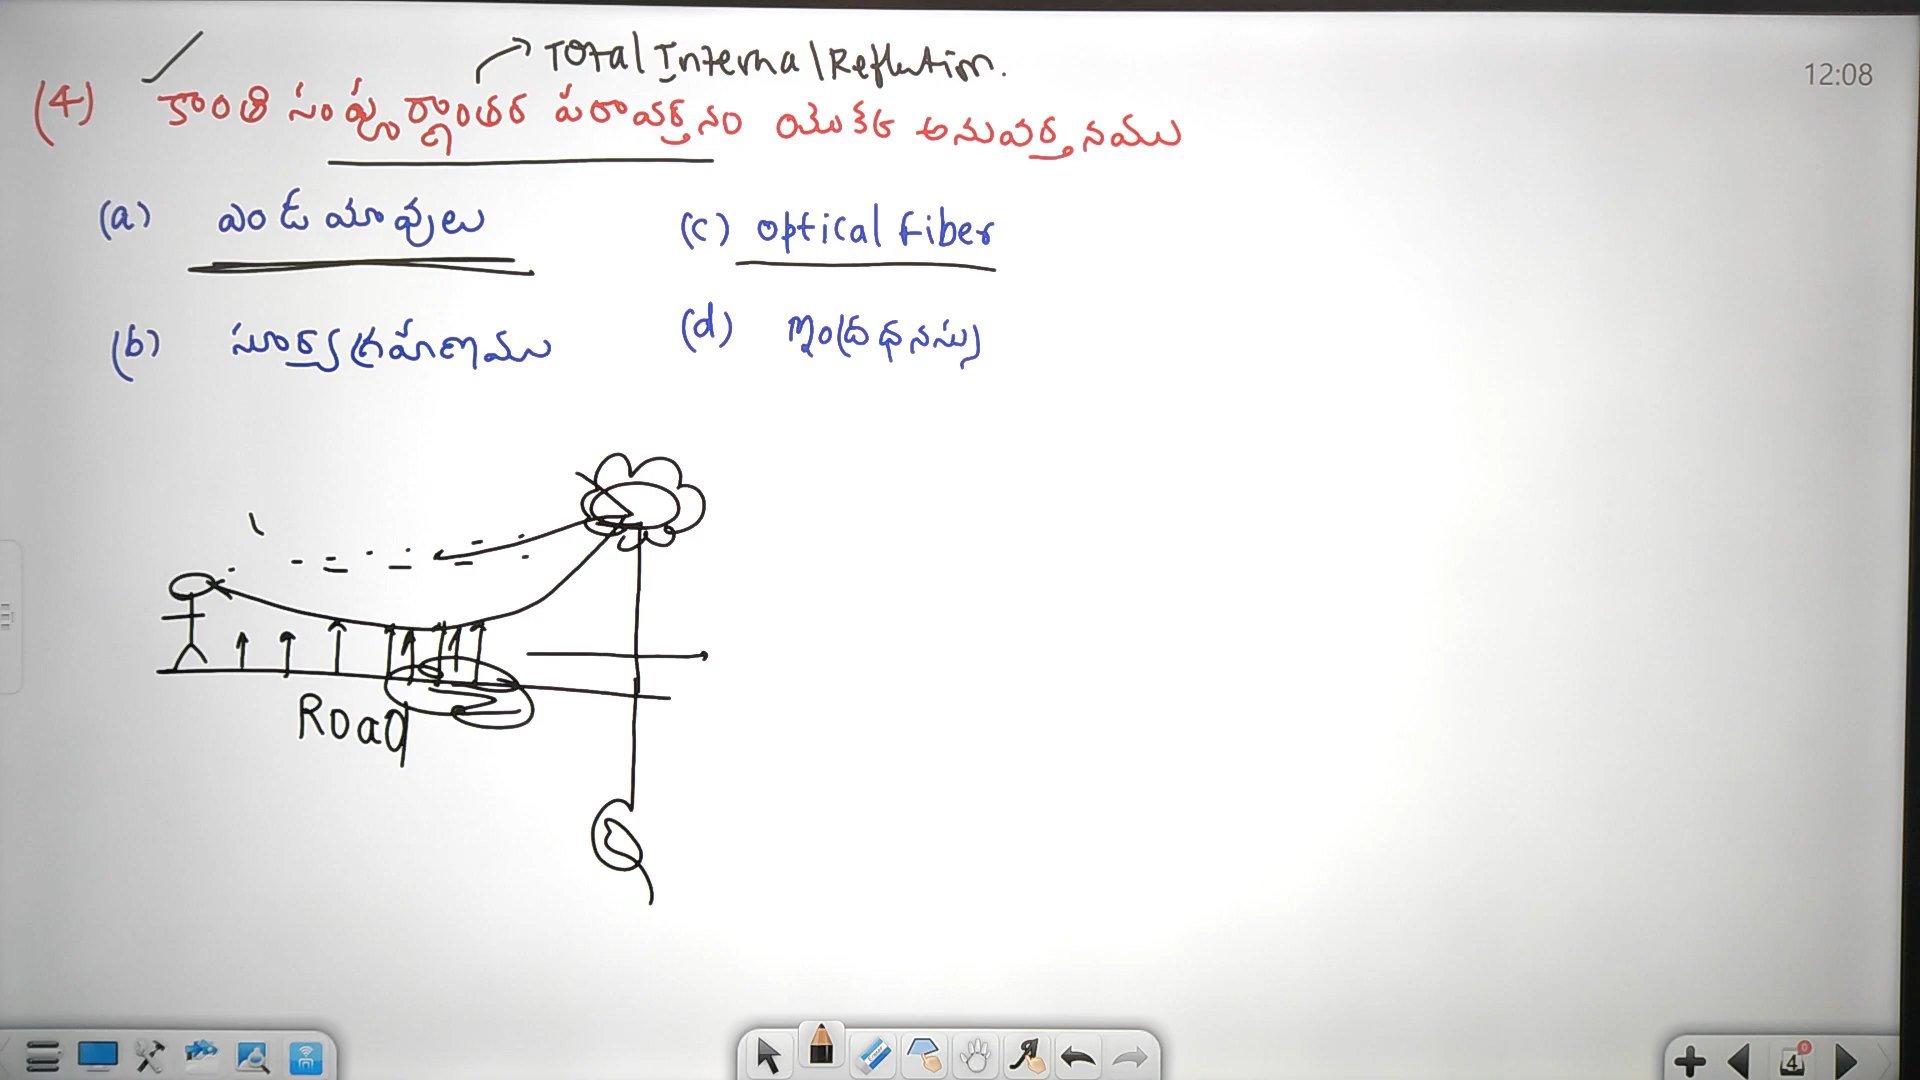 12:08
Total Internal Reflection.
(4) కాంతి సంపూర్ణాంతర పరావర్తనం యొక్క అనువర్తనము
(a) ఎండ మావులు
(c) optical fiber
(b) సూర్యగ్రహణము
(d) ఇంద్రధనస్సు
Road
4